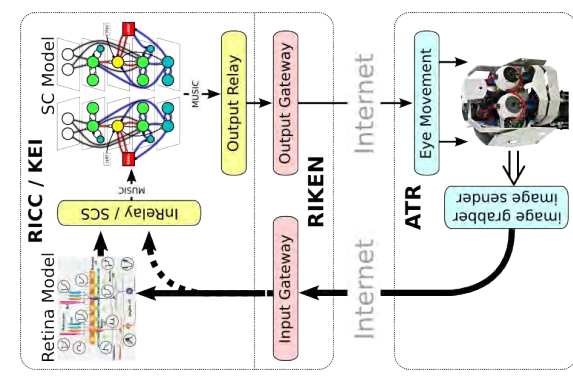 RICC / KEI
Retina Model
SC Model
InRelay / SCS
MUSIC
MUSIC
Output Relay
Input Gateway
RIKEN
Output Gateway
Internet
Internet
ATR
Eye Movement
image grabber
image sender